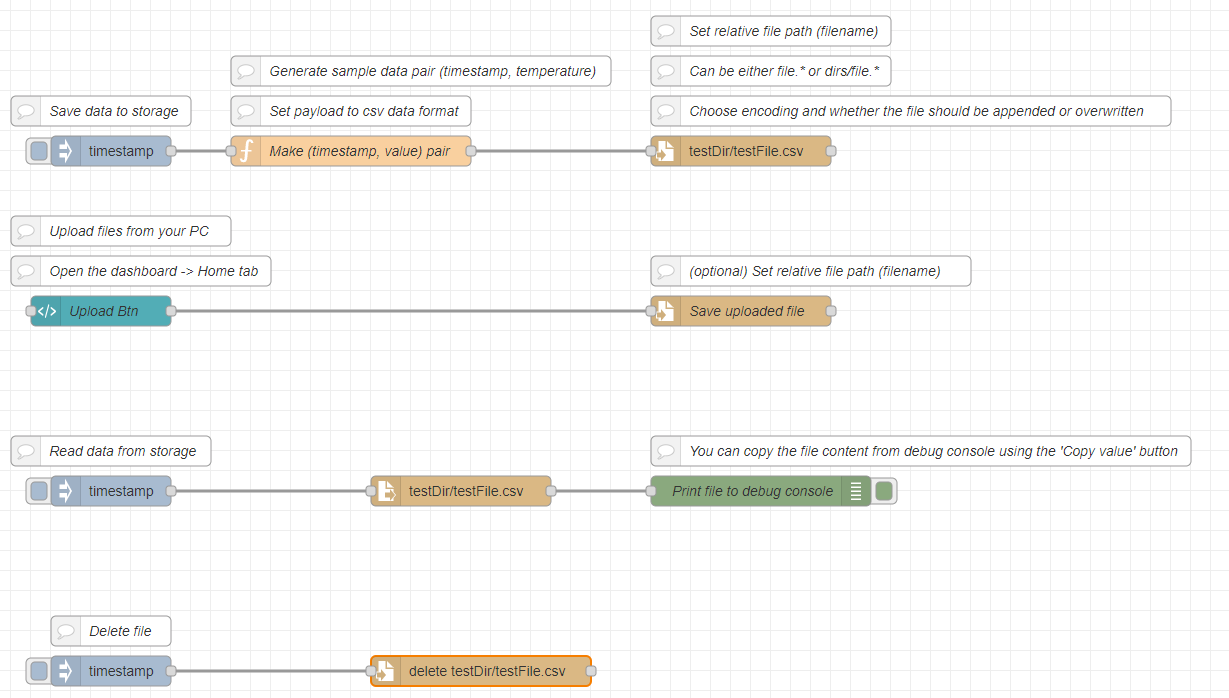 Set relative file path (filename)
Generate sample data pair (timestamp, temperature)
Can be either file.* or dirs/file.*
Save data to storage
Set payload to csv data format
Choose encoding and whether the file should be appended or overwritten
timestamp
Make (timestamp, value) pair
testDir/testFile.csv
Upload files from your PC
Open the dashboard -> Home tab
(optional) Set relative file path (filename)
Upload Btn
Save uploaded file
Read data from storage
You can copy the file content from debug console using the 'Copy value' button
timestamp
testDir/testFile.csv
Print file to debug console
Delete file
timestamp
delete testDir/testFile.csv